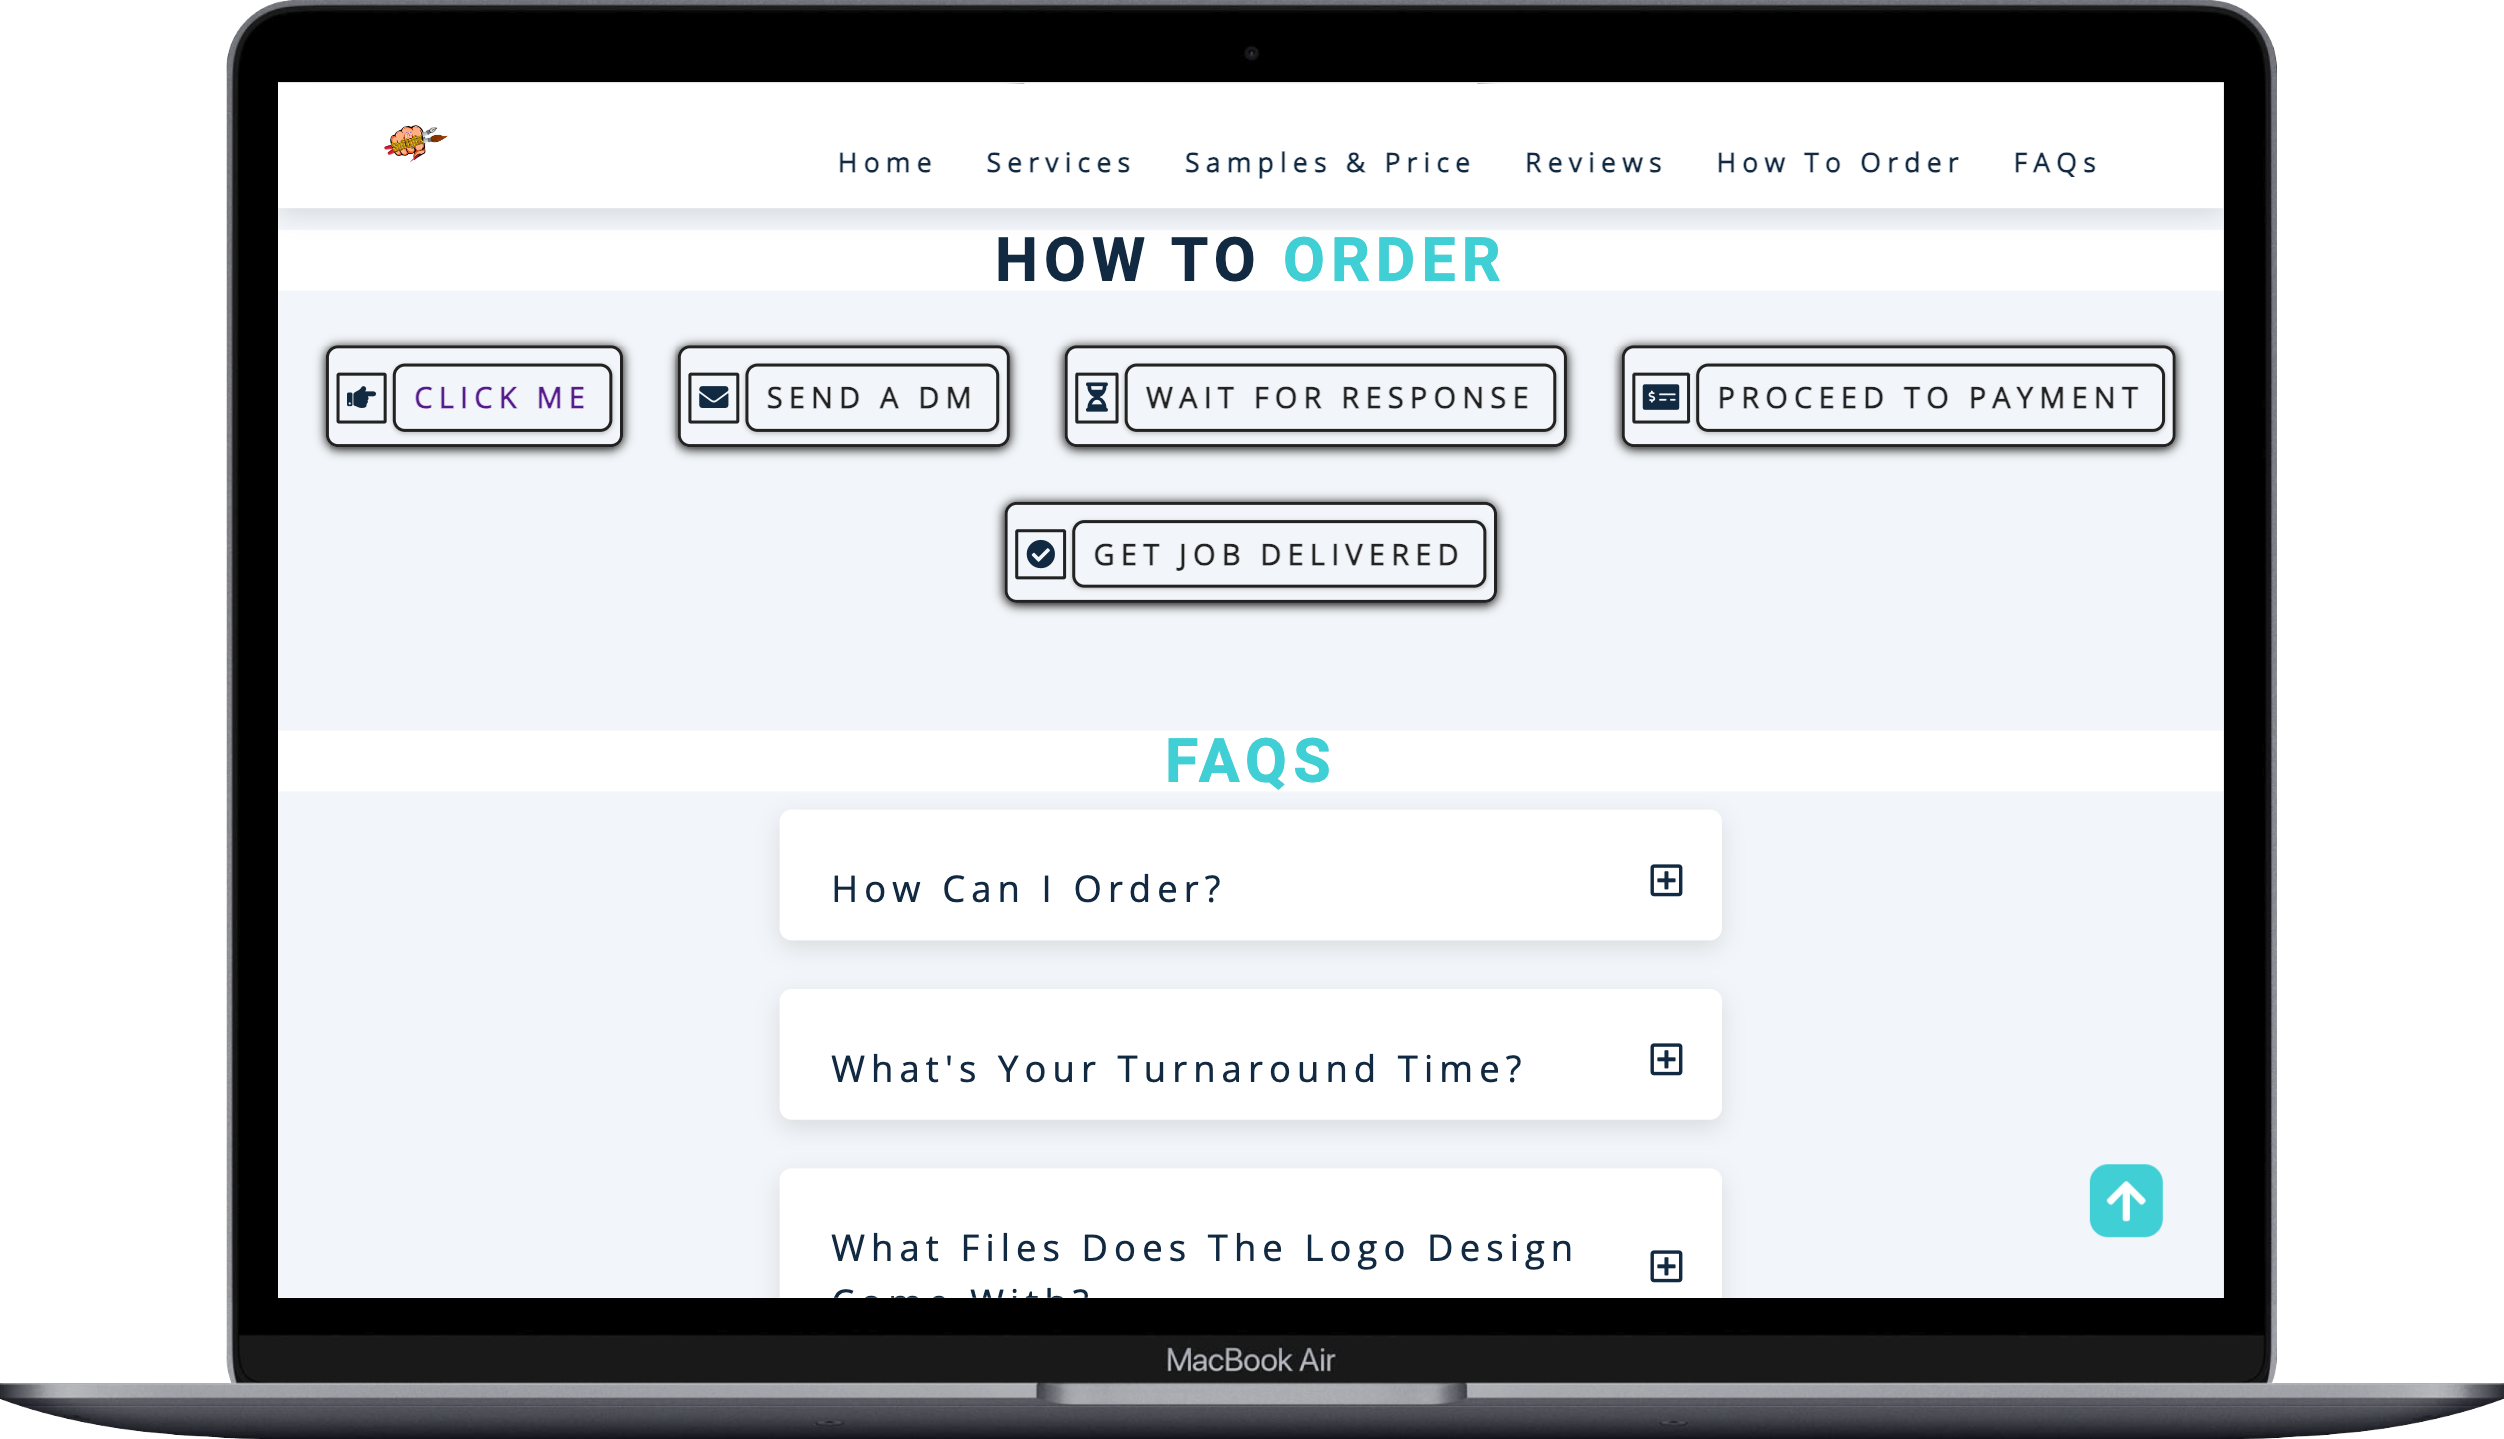 Home Services Samples & Price Reviews How To Order FAQs
HOW TO ORDER
CLICK ME SEND A DM WAIT FOR RESPONSE PROCEED TO PAYMENT
GET JOB DELIVERED
FAQS
How Can I Order?
What's Your Turnaround Time?
What Files Does The Logo Design
Come With?
MacBook Air